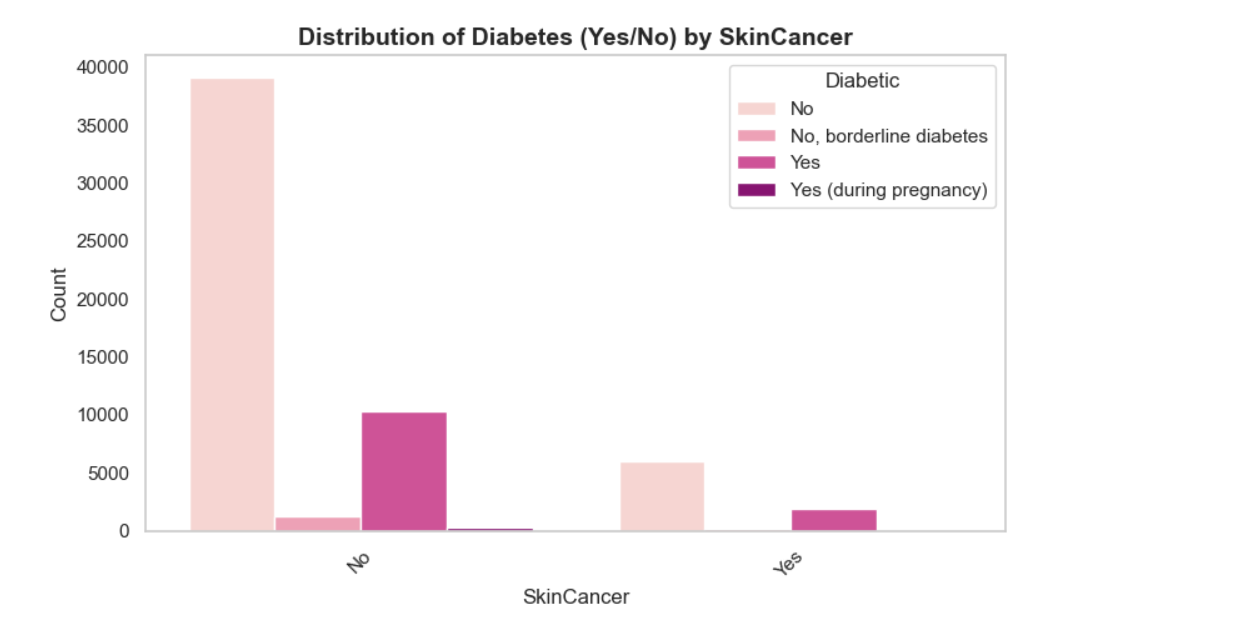 Distribution of Diabetes (Yes/No) by SkinCancer
40000
35000
30000
25000
20000
15000
10000
5000
0
Count
Diabetic
No
No, borderline diabetes
Yes
Yes (during pregnancy)
No
Yes
SkinCancer